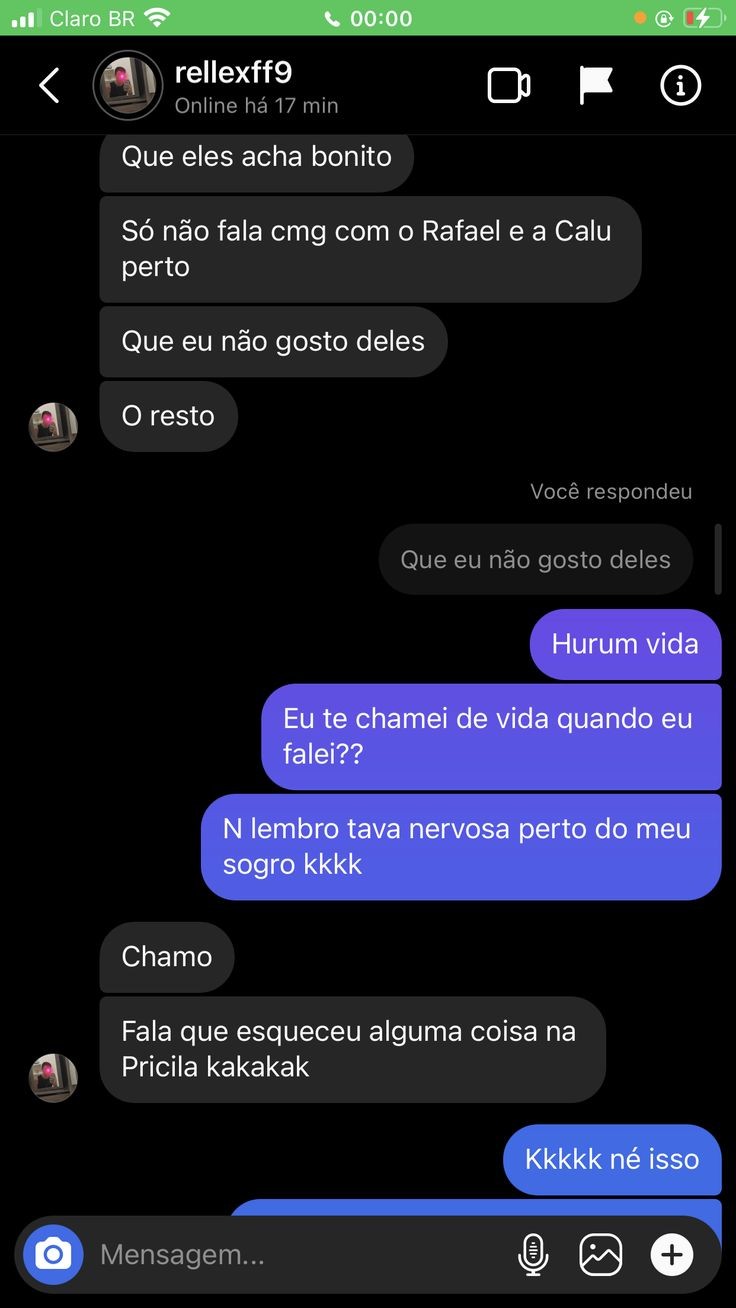 Claro BR
00:00
rellexff9
Online há 17 min
Que eles acha bonito
Só não fala cmg com o Rafael e a Calu
perto
Que eu não gosto deles
O resto
Você respondeu
Que eu não gosto deles
Hurum vida
Eu te chamei de vida quando eu
falei??
N lembro tava nervosa perto do meu
sogro kkkk
Chamo
Fala que esqueceu alguma coisa na
Pricila kakakak
Kkkkk né isso
Mensagem...